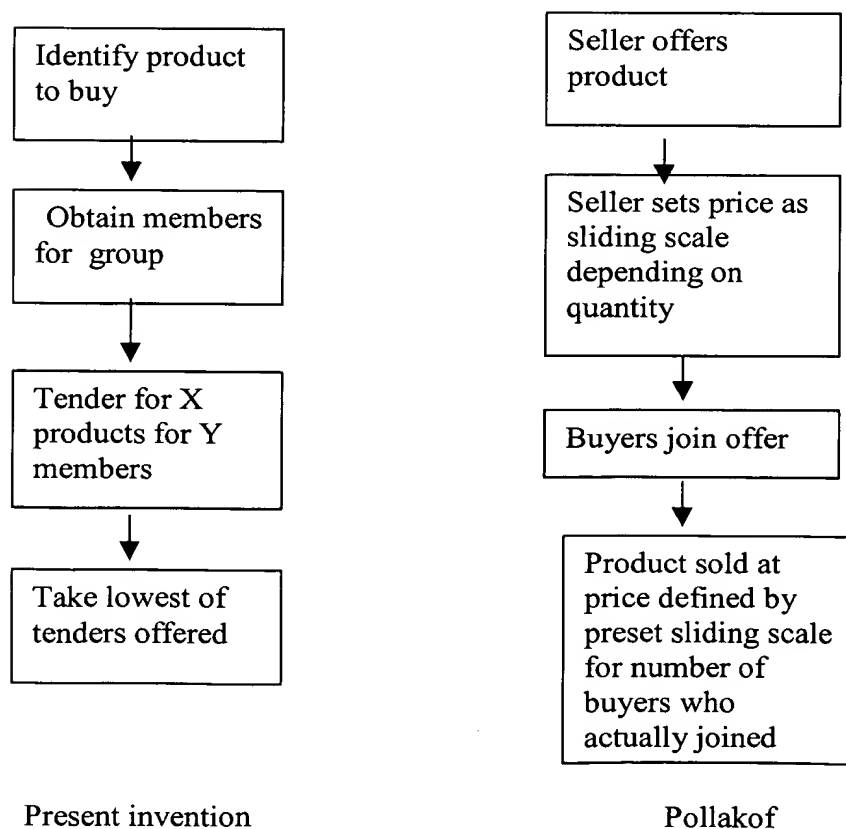 Identify product
to buy
Obtain members
for group
Tender for X
products for Y
members
Take lowest of
tenders offered
Present invention
Seller offers
product
Seller sets price as
sliding scale
depending on
quantity
Buyers join offer
Product sold at
price defined by
preset sliding scale
for number of
buyers who
actually joined
Pollakof